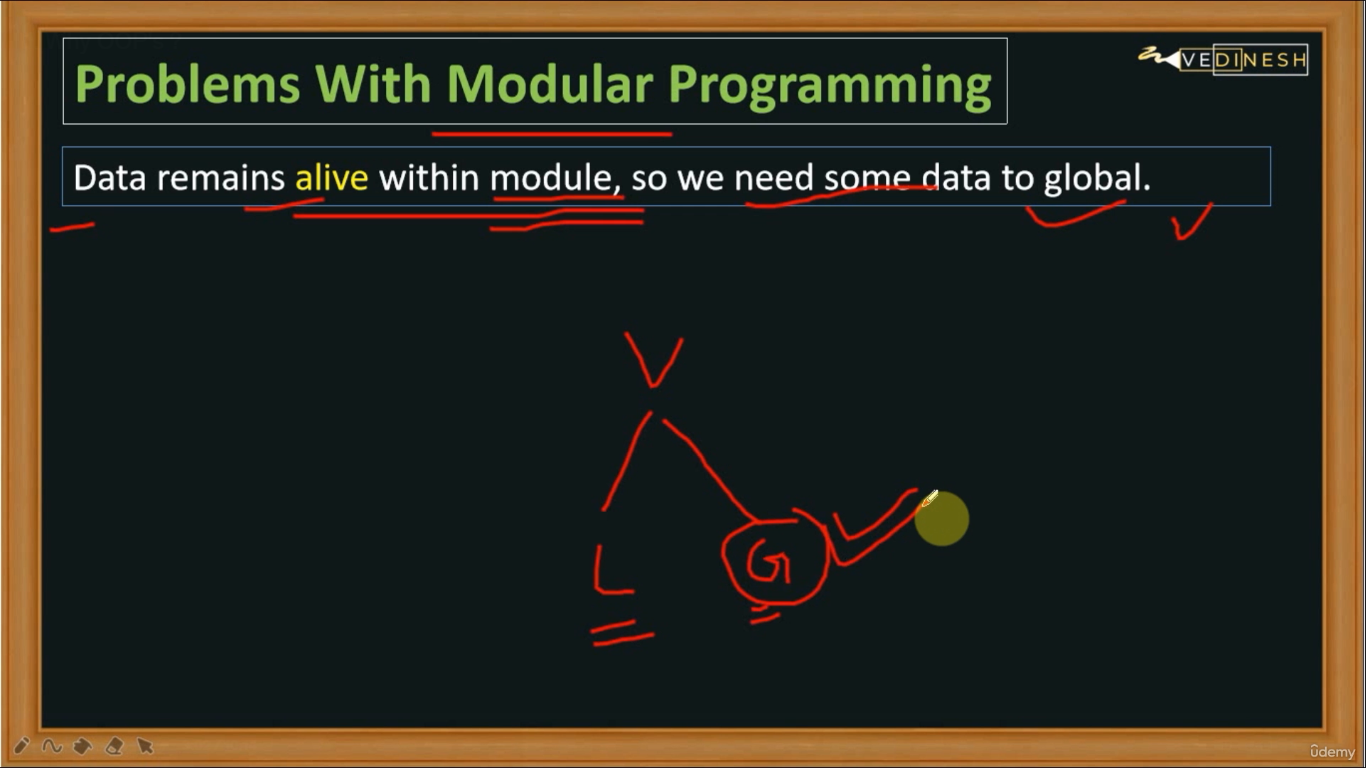 Problems With Modular Programming
VEDINESH
Data remains alive within module, so we need some data to global.
V
L
G
ûdemy